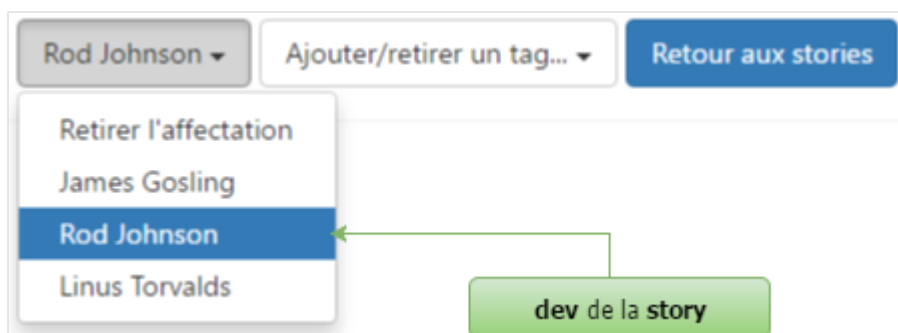 Rod Johnson
Ajouter/retirer un tag...
Retour aux stories
Retirer l'affectation
James Gosling
Rod Johnson
Linus Torvalds
dev de la story